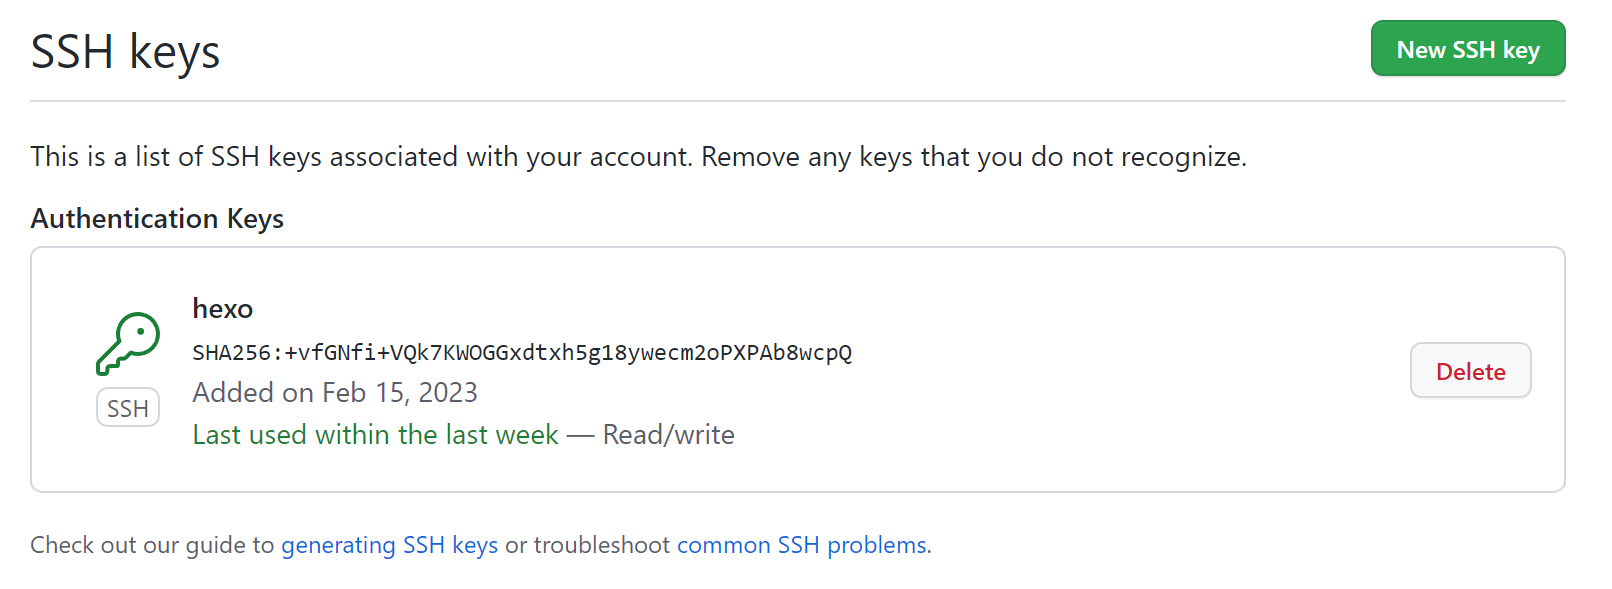 SSH keys
New SSH key
This is a list of SSH keys associated with your account. Remove any keys that you do not recognize.
Authentication Keys
hexo
SHA256:+vfGNfi+VQk7KWOGGxdtxh5g18ywecm2oPXPAb8wcpQ
Added on Feb 15, 2023
Last used within the last week — Read/write
SSH
Delete
Check out our guide to generating SSH keys or troubleshoot common SSH problems.